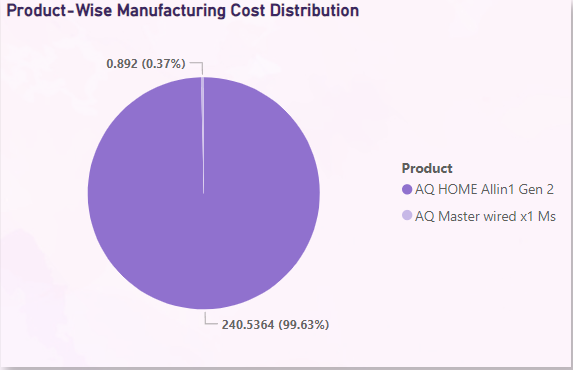 Product-Wise Manufacturing Cost Distribution
0.892 (0.37%)
Product
AQ HOME Allin1 Gen 2
AQ Master wired x1 Ms
240.5364 (99.63%)